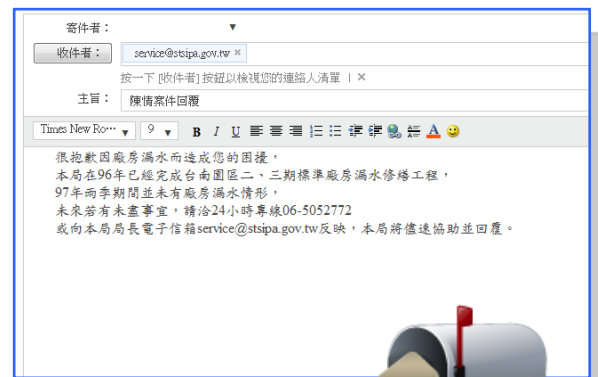 寄件者：
收件者： service@stsipa.gov.tw ×
按一下 [收件者] 按鈕以檢視您的連絡人清單 | ×
主旨： 陳情案件回覆
Times New Ro··· 9 B I U A
很抱歉因廠房漏水而造成您的困擾，
本局在96年已經完成台南園區二、三期標準廠房漏水修繕工程，
97年雨季期間並未有廠房漏水情形，
未來若有未盡事宜，請洽24小時專線06-5052772
或向本局局長電子信箱service@stsipa.gov.tw反映，本局將儘速協助並回覆。